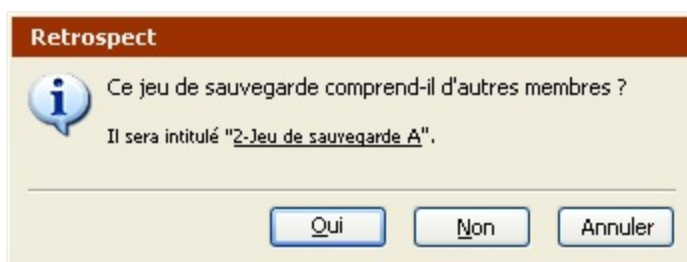 Retrospect
Ce jeu de sauvegarde comprend-il d'autres membres ?
Il sera intitulé "2-Jeu de sauvegarde A".
Oui
Non
Annuler